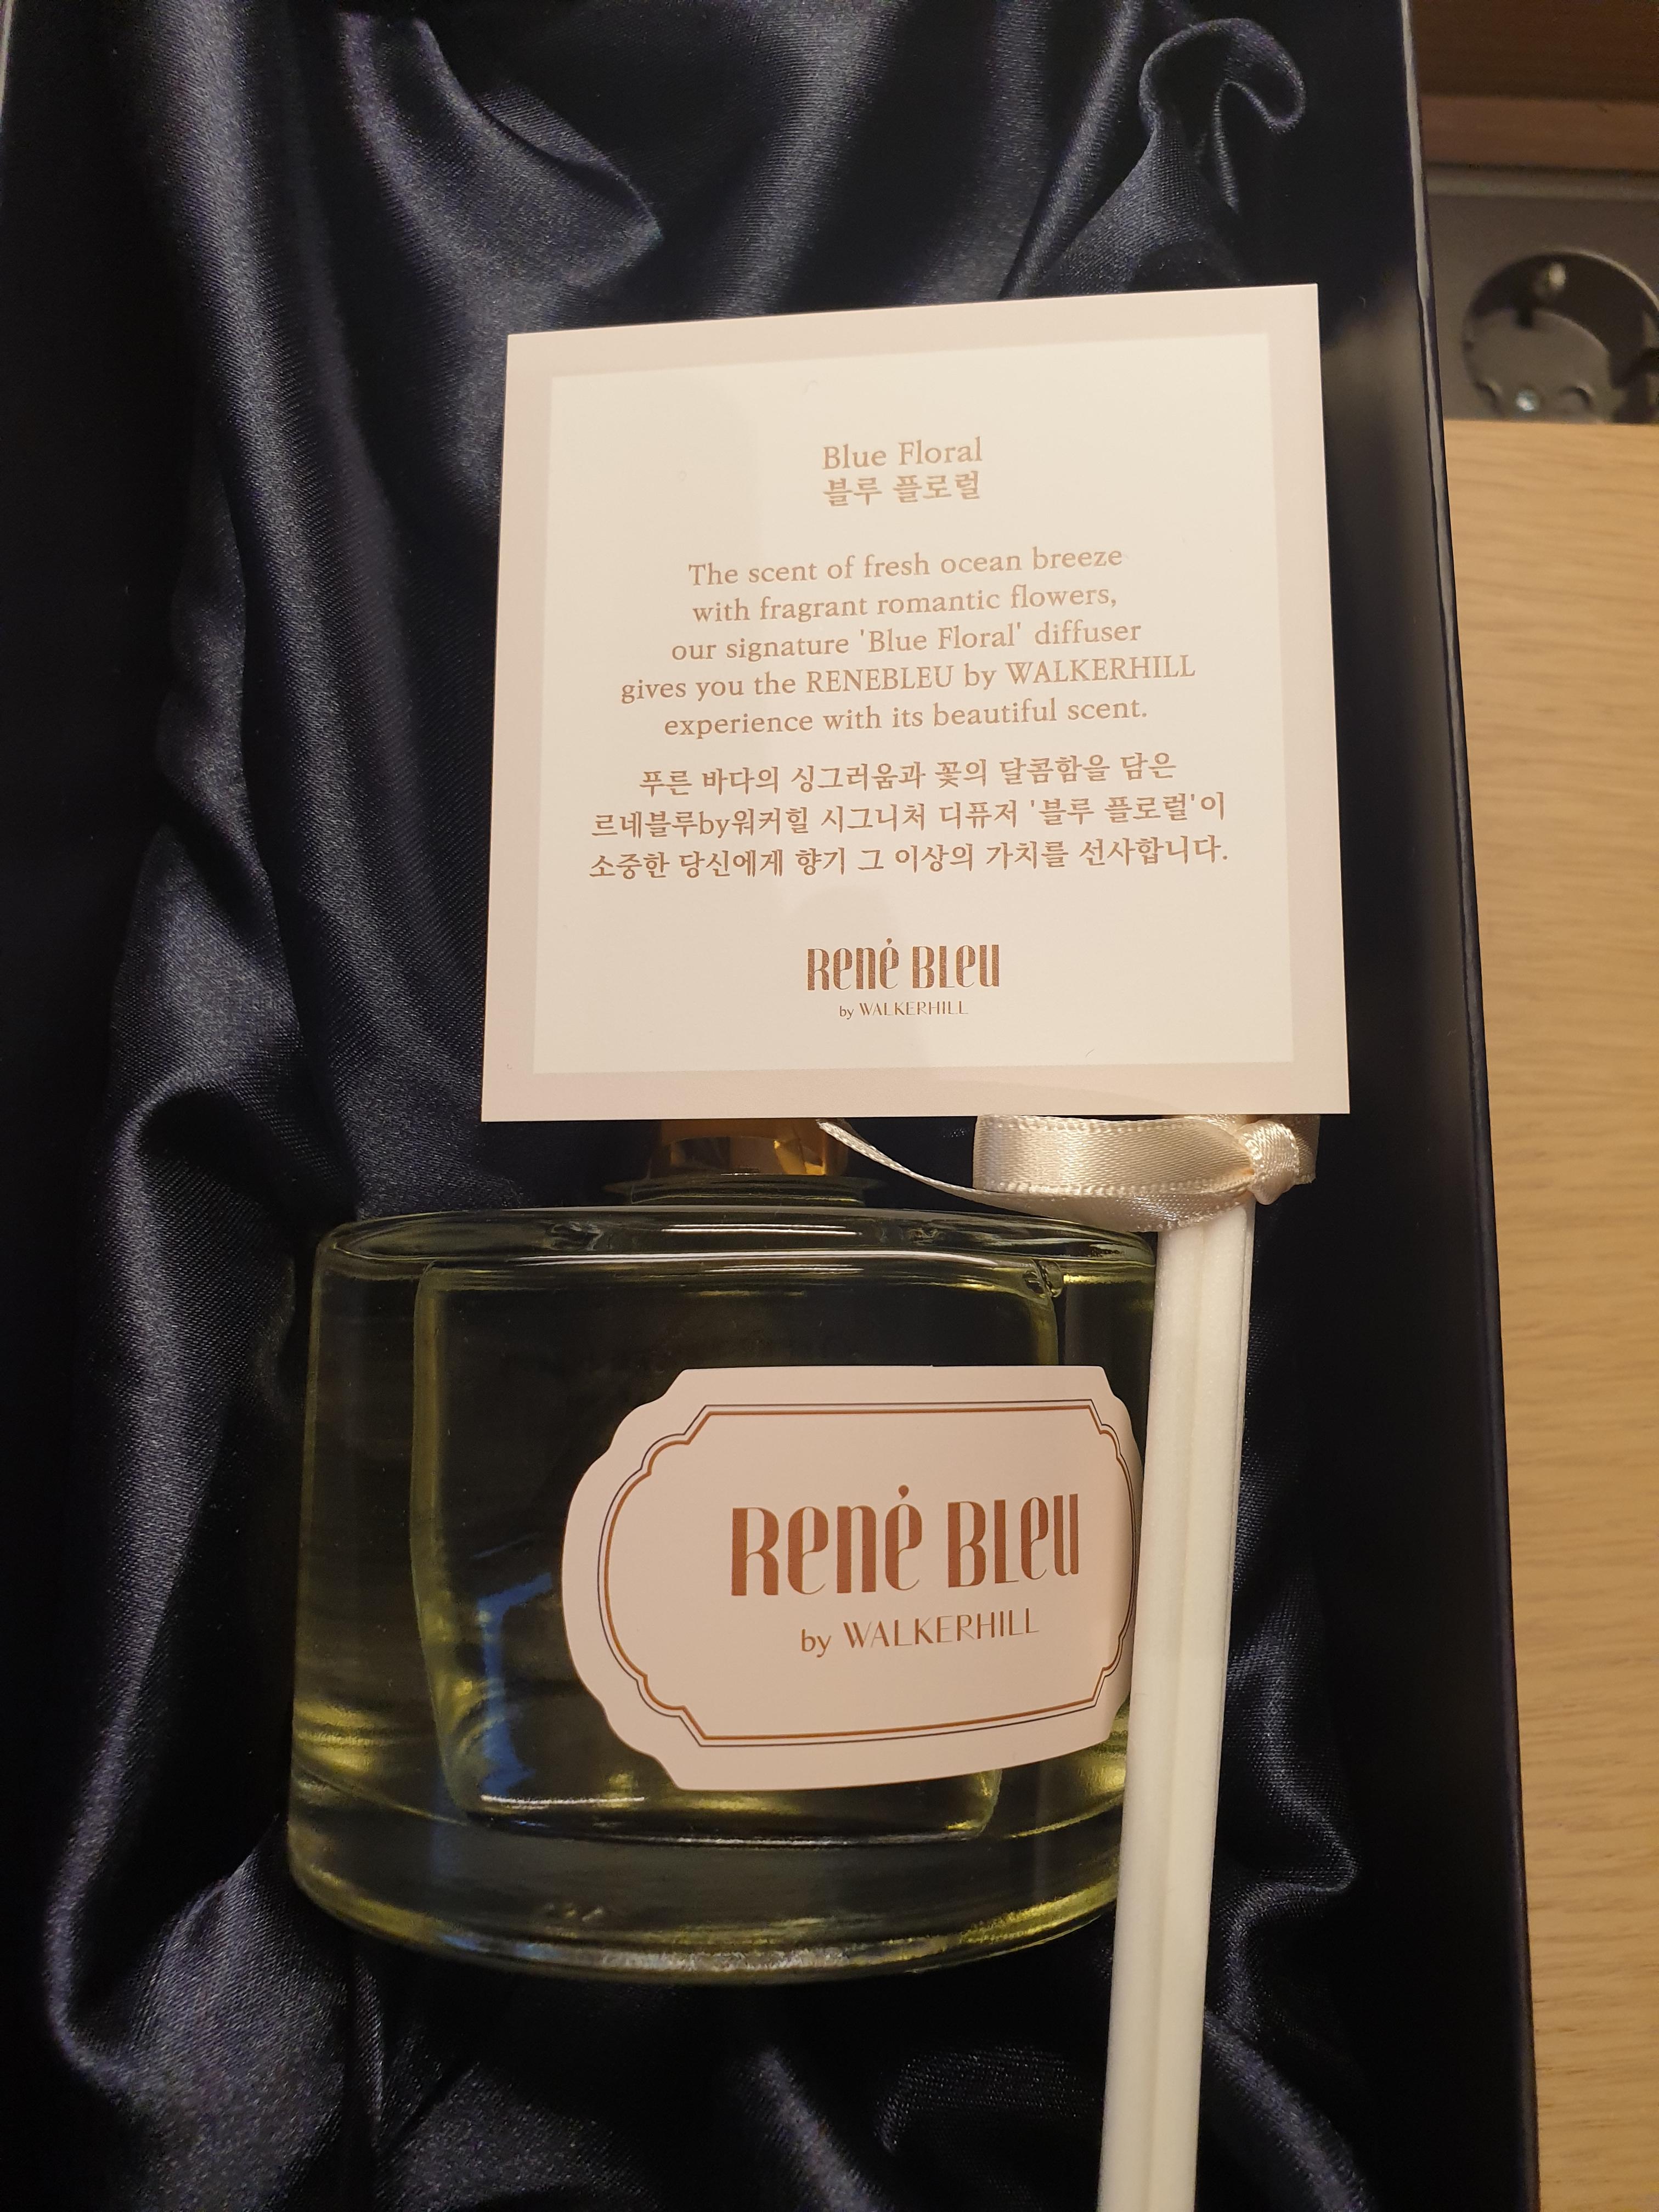 Blue Floral
블루 플로럴
The scent of fresh ocean breeze
with fragrant romantic flowers,
our signature 'Blue Floral' diffuser
gives you the RENEBLEU by WALKERHILL
experience with its beautiful scent.
푸른 바다의 싱그러움과 꽃의 달콤함을 담은
르네블루by워커힐 시그니처 디퓨저 '블루 플로럴'이
소중한 당신에게 향기 그 이상의 가치를 선사합니다.
René Bleu
by WALKERHILL
René Bleu
by WALKERHILL